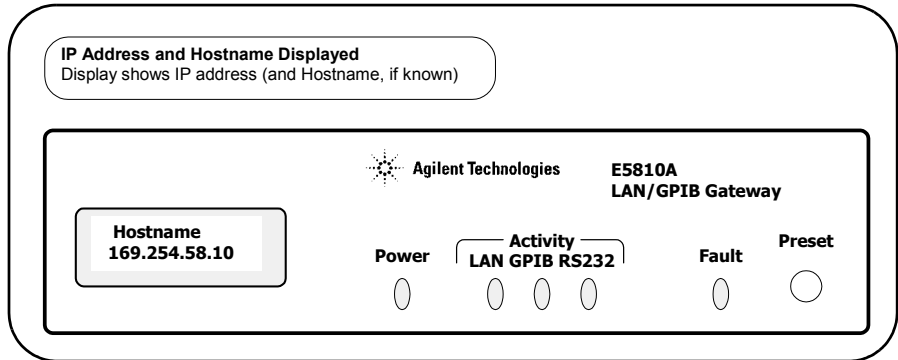 IP Address and Hostname Displayed
Display shows IP address (and Hostname, if known)
Agilent Technologies
E5810A
LAN/GPIB Gateway
Hostname
169.254.58.10
Power
Activity
LAN GPIB RS232
Fault
Preset